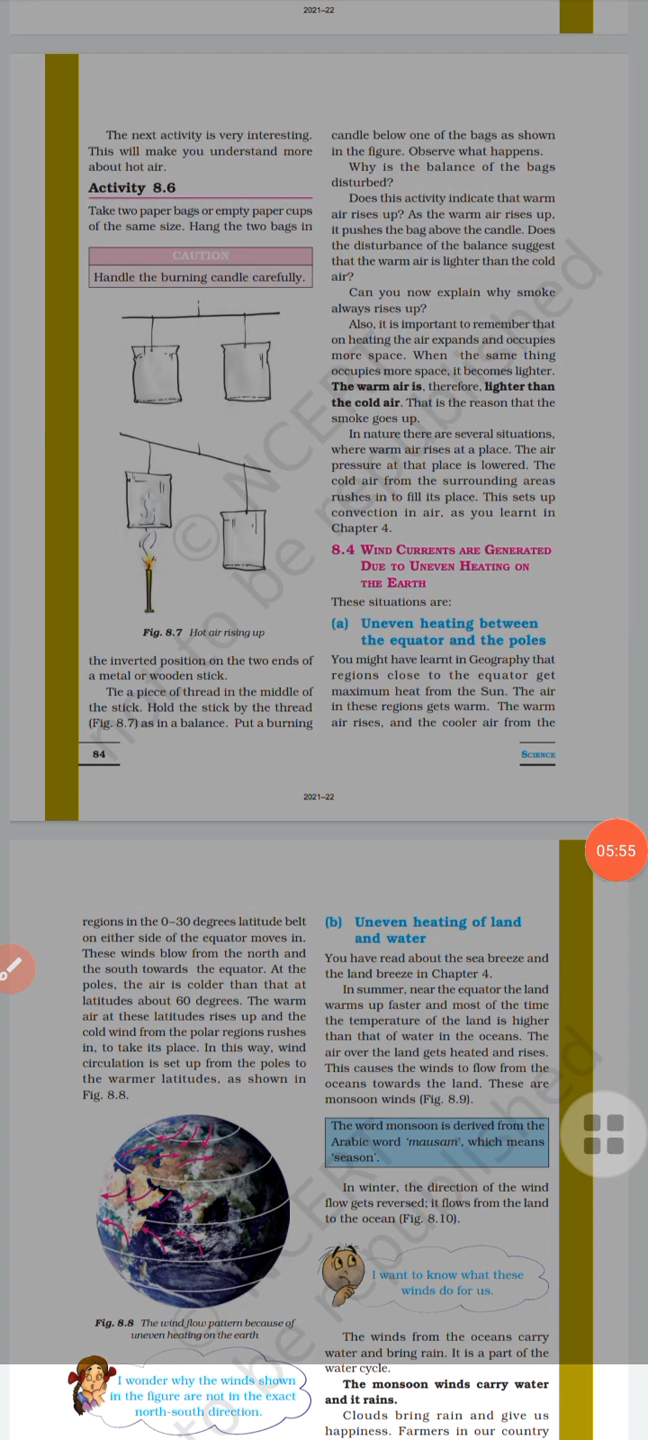 2021–22
The next activity is very interesting.
This will make you understand more
about hot air.
Activity 8.6
Take two paper bags or empty paper cups
of the same size. Hang the two bags in
CAUTION
Handle the burning candle carefully.
Fig. 8.7 Hot air rising up
the inverted position on the two ends of
a metal or wooden stick.
Tie a piece of thread in the middle of
the stick. Hold the stick by the thread
(Fig. 8.7) as in a balance. Put a burning
candle below one of the bags as shown
in the figure. Observe what happens.
Why is the balance of the bags
disturbed?
Does this activity indicate that warm
air rises up? As the warm air rises up,
it pushes the bag above the candle. Does
the disturbance of the balance suggest
that the warm air is lighter than the cold
air?
Can you now explain why smoke
always rises up?
Also, it is important to remember that
on heating the air expands and occupies
more space. When the same thing
occupies more space, it becomes lighter.
The warm air is, therefore, lighter than
the cold air. That is the reason that the
smoke goes up.
In nature there are several situations,
where warm air rises at a place. The air
pressure at that place is lowered. The
cold air from the surrounding areas
rushes in to fill its place. This sets up
convection in air, as you learnt in
Chapter 4.
8.4 WIND CURRENTS ARE GENERATED
DUE TO UNEVEN HEATING ON
THE EARTH
These situations are:
(a) Uneven heating between
the equator and the poles
You might have learnt in Geography that
regions close to the equator get
maximum heat from the Sun. The air
in these regions gets warm. The warm
air rises, and the cooler air from the
84
SCIENCE
© NCERT
not to be republished
2021–22
05:55
regions in the 0–30 degrees latitude belt
on either side of the equator moves in.
These winds blow from the north and
the south towards the equator. At the
poles, the air is colder than that at
latitudes about 60 degrees. The warm
air at these latitudes rises up and the
cold wind from the polar regions rushes
in, to take its place. In this way, wind
circulation is set up from the poles to
the warmer latitudes, as shown in
Fig. 8.8.
Fig. 8.8 The wind flow pattern because of
uneven heating on the earth
I wonder why the winds shown
in the figure are not in the exact
north-south direction.
(b) Uneven heating of land
and water
You have read about the sea breeze and
the land breeze in Chapter 4.
In summer, near the equator the land
warms up faster and most of the time
the temperature of the land is higher
than that of water in the oceans. The
air over the land gets heated and rises.
This causes the winds to flow from the
oceans towards the land. These are
monsoon winds (Fig. 8.9).
The word monsoon is derived from the
Arabic word 'mausam', which means
'season'.
In winter, the direction of the wind
flow gets reversed; it flows from the land
to the ocean (Fig. 8.10).
I want to know what these
winds do for us.
The winds from the oceans carry
water and bring rain. It is a part of the
water cycle.
The monsoon winds carry water
and it rains.
Clouds bring rain and give us
happiness. Farmers in our country
© NCERT
to be republished